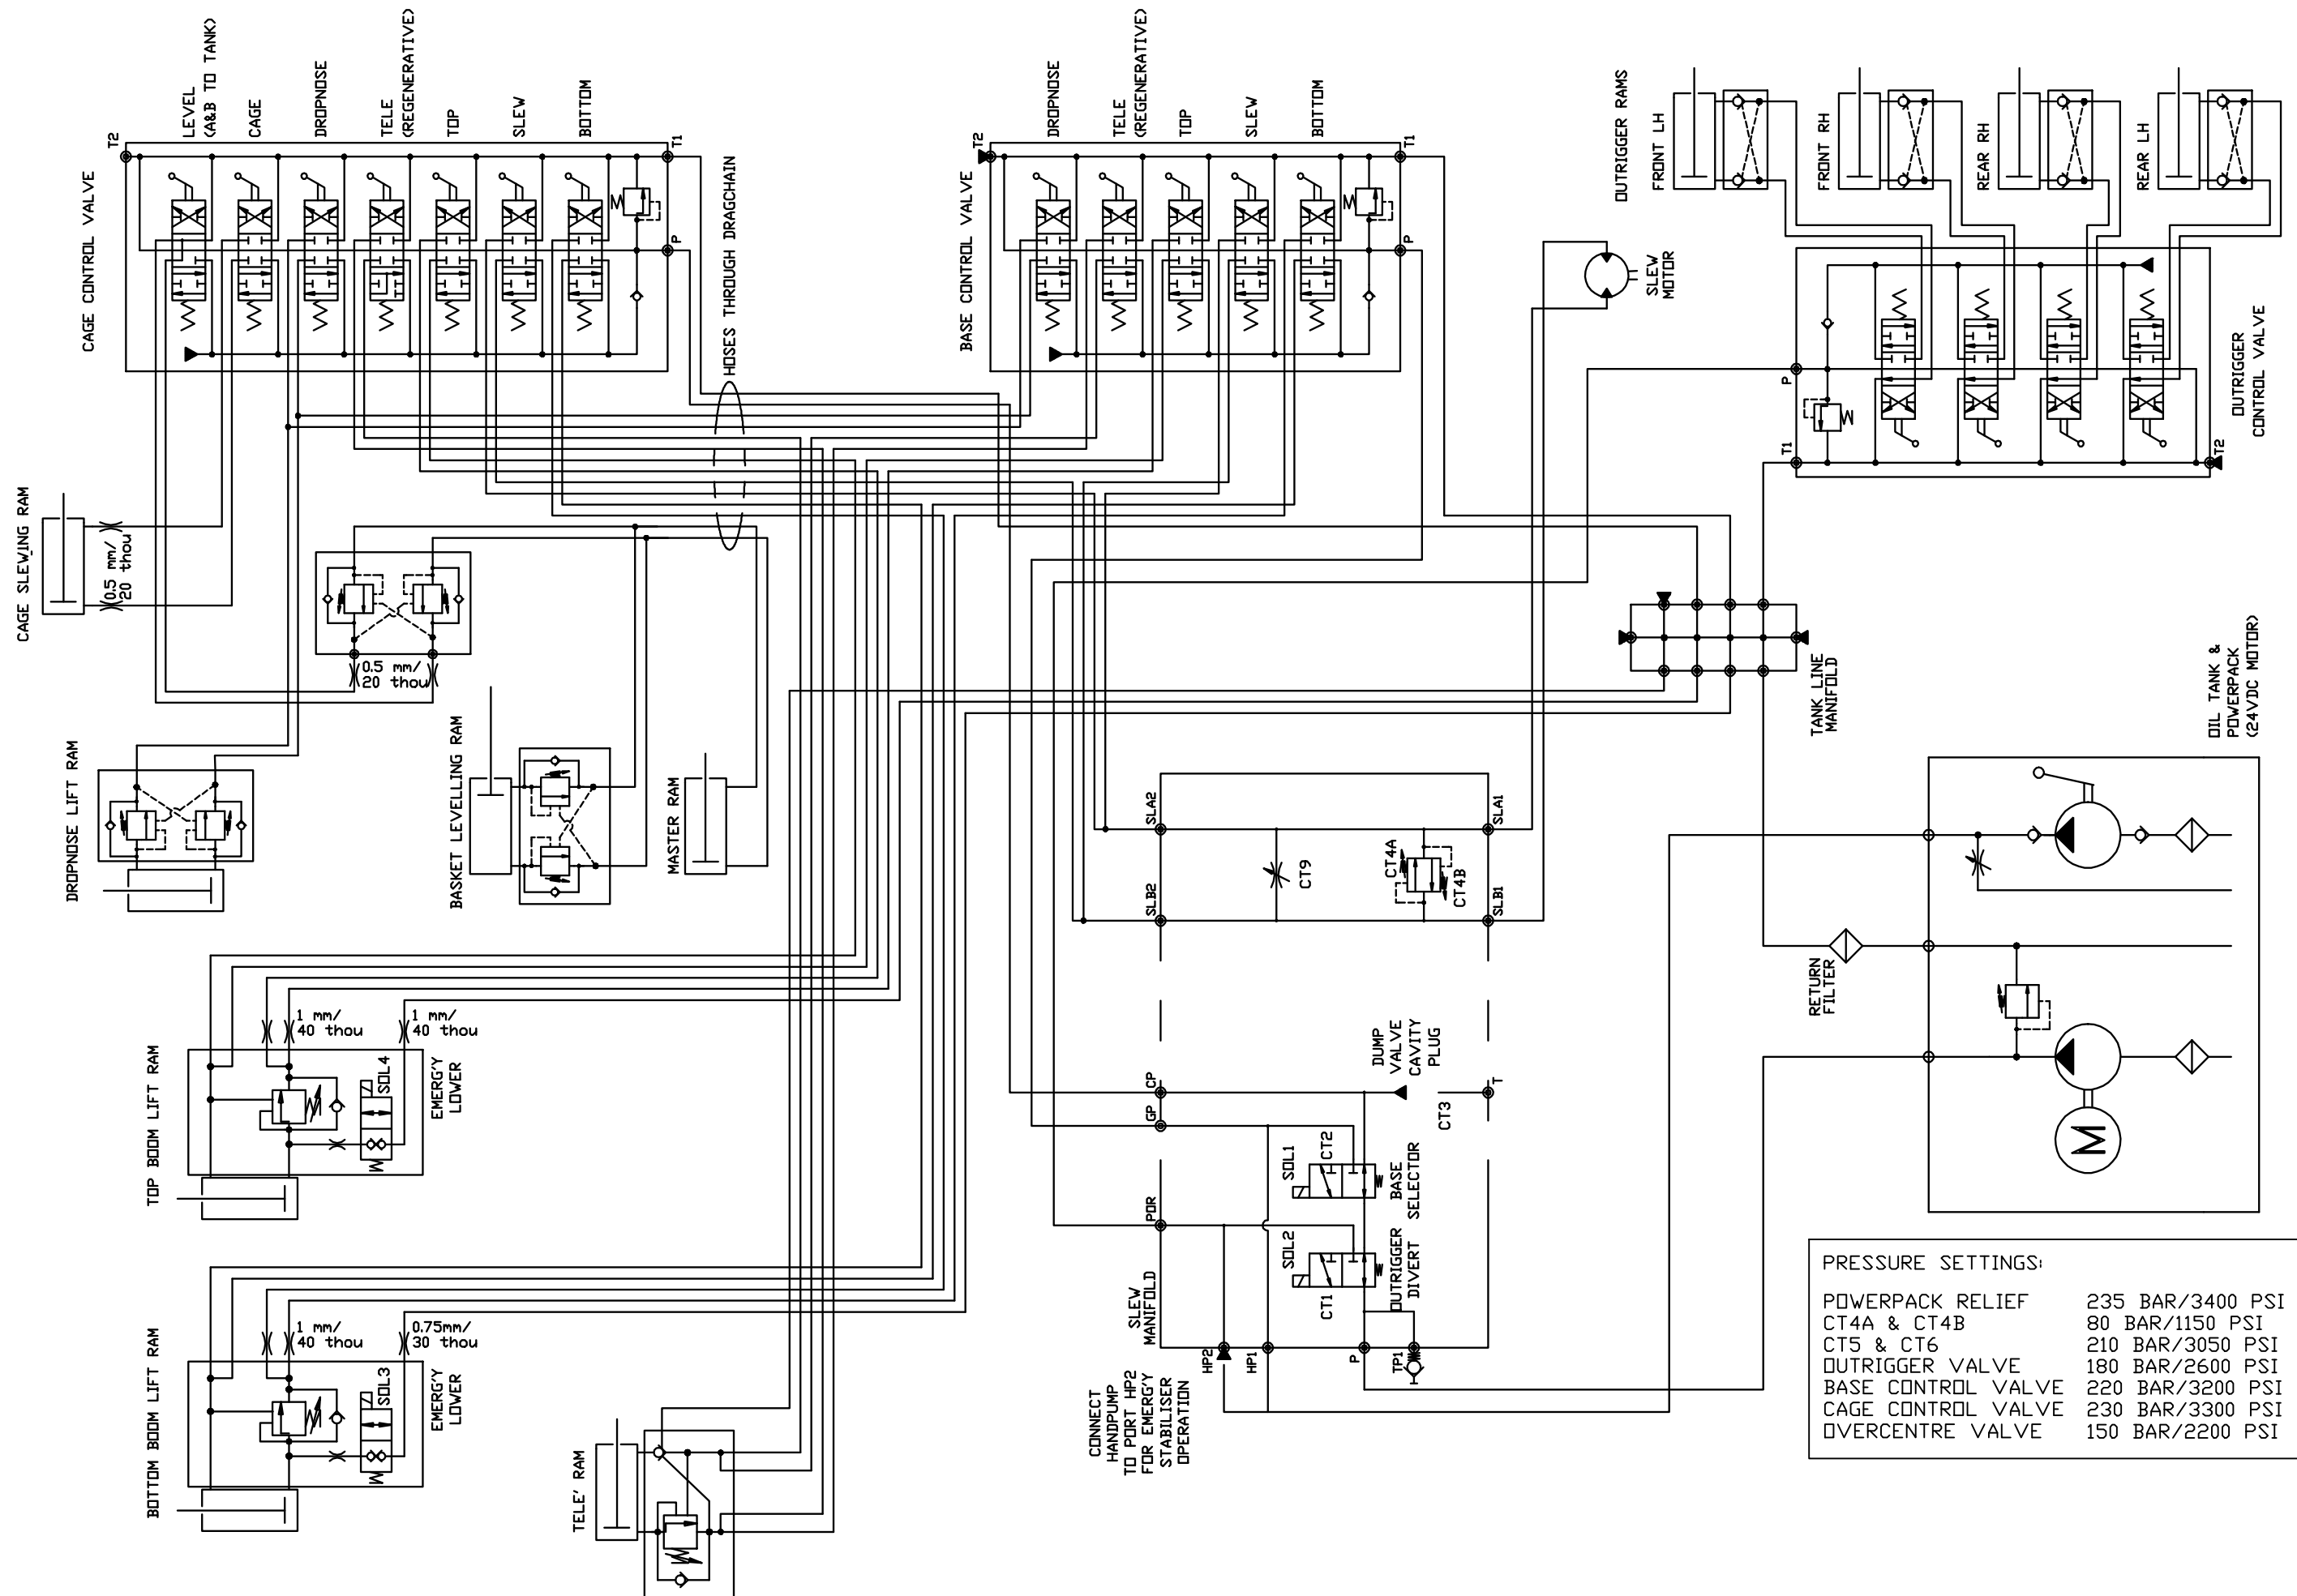 CAGE CONTROL VALVE
T2
LEVEL
(A&B TO TANK)
CAGE
DROPNOSE
TELE
(REGENERATIVE)
TOP
SLEW
BOTTOM
T1
P
HOSES THROUGH DRAGCHAIN
BASE CONTROL VALVE
T2
DROPNOSE
TELE
(REGENERATIVE)
TOP
SLEW
BOTTOM
T1
P
SLEW
MOTOR
OUTRIGGER RAMS
FRONT LH
FRONT RH
REAR RH
REAR LH
P
T1
T2
OUTRIGGER
CONTROL VALVE
CAGE SLEWING RAM
0.5 mm/
20 thou
0.5 mm/
20 thou
DROPNOSE LIFT RAM
BASKET LEVELLING RAM
MASTER RAM
TANK LINE
MANIFOLD
OIL TANK &
POWERPACK
(24VDC MOTOR)
SLA2
SLA1
SLB2
SLB1
CT9
CT4A
CT4B
RETURN
FILTER
M
TOP BOOM LIFT RAM
1 mm/
40 thou
1 mm/
40 thou
SOL4
EMERG'Y
LOWER
DUMP
VALVE
CAVITY
PLUG
CP
GP
CT3
T
SOL1
CT2
BASE
SELECTOR
POR
SOL2
CT1
OUTRIGGER
DIVERT
SLEW
MANIFOLD
HP2
HP1
P
TP1
CONNECT
HANDPUMP
TO PORT HP2
FOR EMERG'Y
STABILISER
OPERATION
BOTTOM BOOM LIFT RAM
1 mm/
40 thou
0.75mm/
30 thou
SOL3
EMERG'Y
LOWER
TELE' RAM
PRESSURE SETTINGS:
POWERPACK RELIEF 235 BAR/3400 PSI
CT4A & CT4B 80 BAR/1150 PSI
CT5 & CT6 210 BAR/3050 PSI
OUTRIGGER VALVE 180 BAR/2600 PSI
BASE CONTROL VALVE 220 BAR/3200 PSI
CAGE CONTROL VALVE 230 BAR/3300 PSI
OVERCENTRE VALVE 150 BAR/2200 PSI